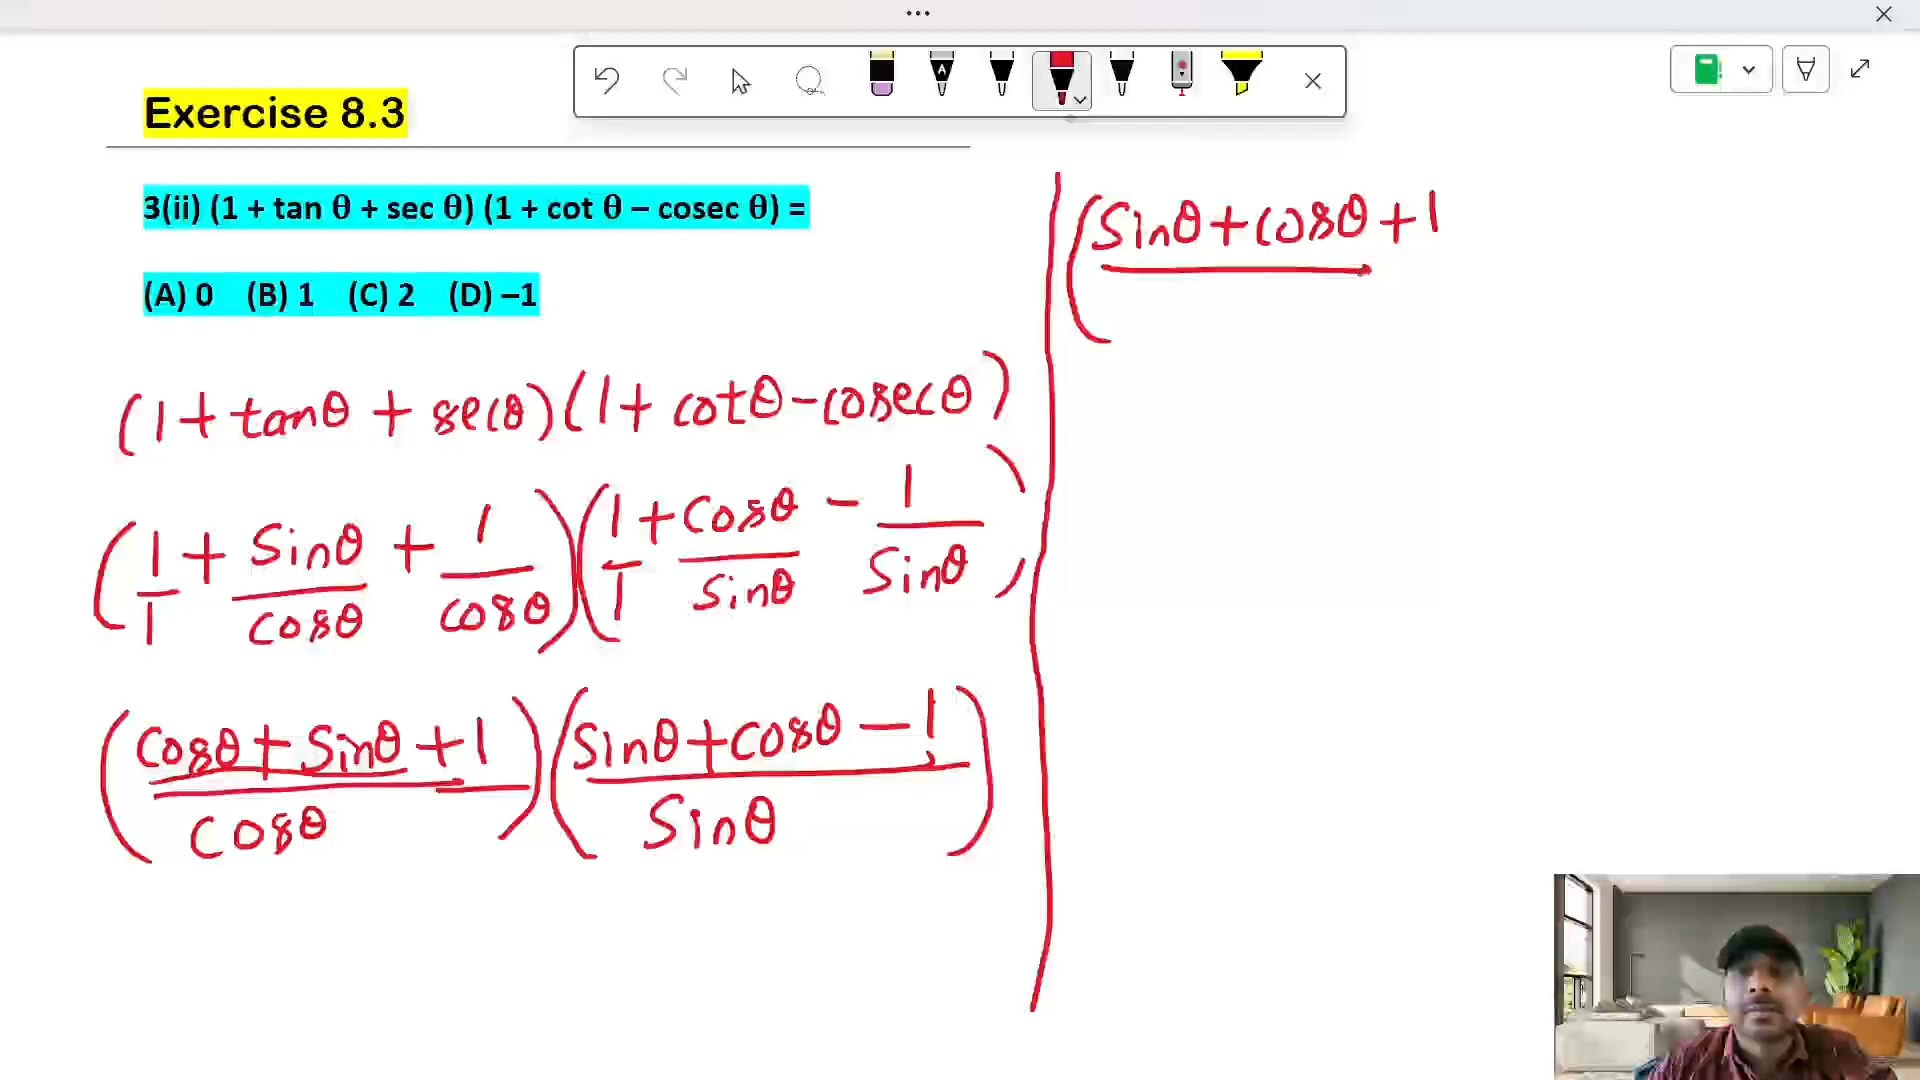 Exercise 8.3
3(ii) (1 + tan θ + sec θ) (1 + cot θ – cosec θ) =
(A) 0 (B) 1 (C) 2 (D) –1
(1 + tanθ + secθ)(1 + cotθ - cosecθ)
(1/1 + Sinθ/cosθ + 1/cosθ)(1/1 + Cosθ/sinθ - 1/Sinθ)
(cosθ + Sinθ + 1/cosθ)(Sinθ + cosθ - 1/Sinθ)
(Sinθ + cosθ + 1